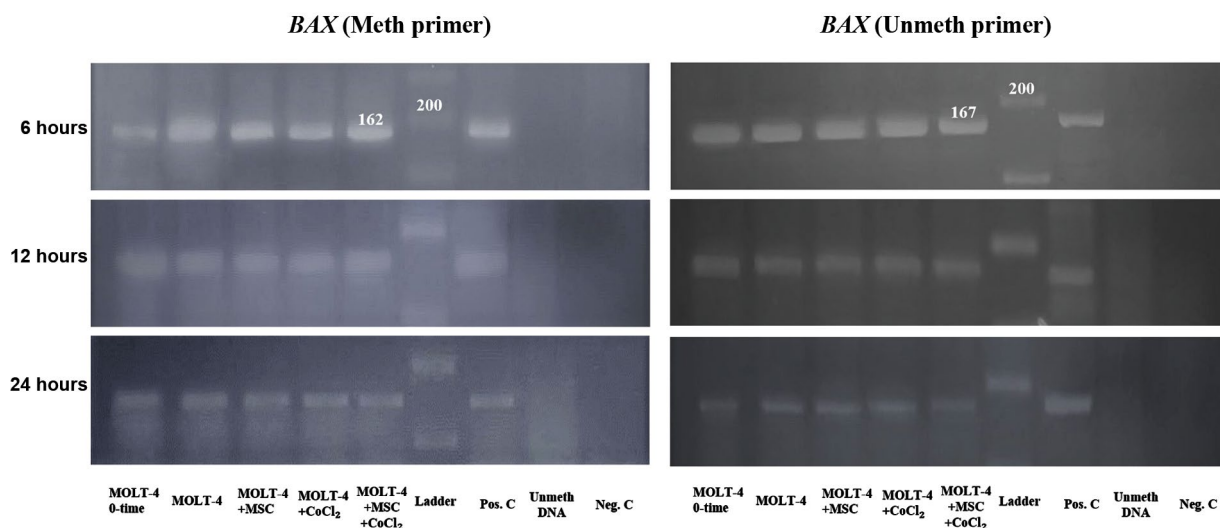 BAX (Meth primer)
BAX (Unmeth primer)
6 hours
162
200
167
200
12 hours
24 hours
MOLT-4
0-time
MOLT-4
MOLT-4
+MSC
MOLT-4
+CoCl₂
MOLT-4
+MSC
+CoCl₂
Ladder
Pos. C
Unmeth
DNA
Neg. C
MOLT-4
0-time
MOLT-4
MOLT-4
+MSC
MOLT-4
+CoCl₂
MOLT-4
+MSC
+CoCl₂
Ladder
Pos. C
Unmeth
DNA
Neg. C